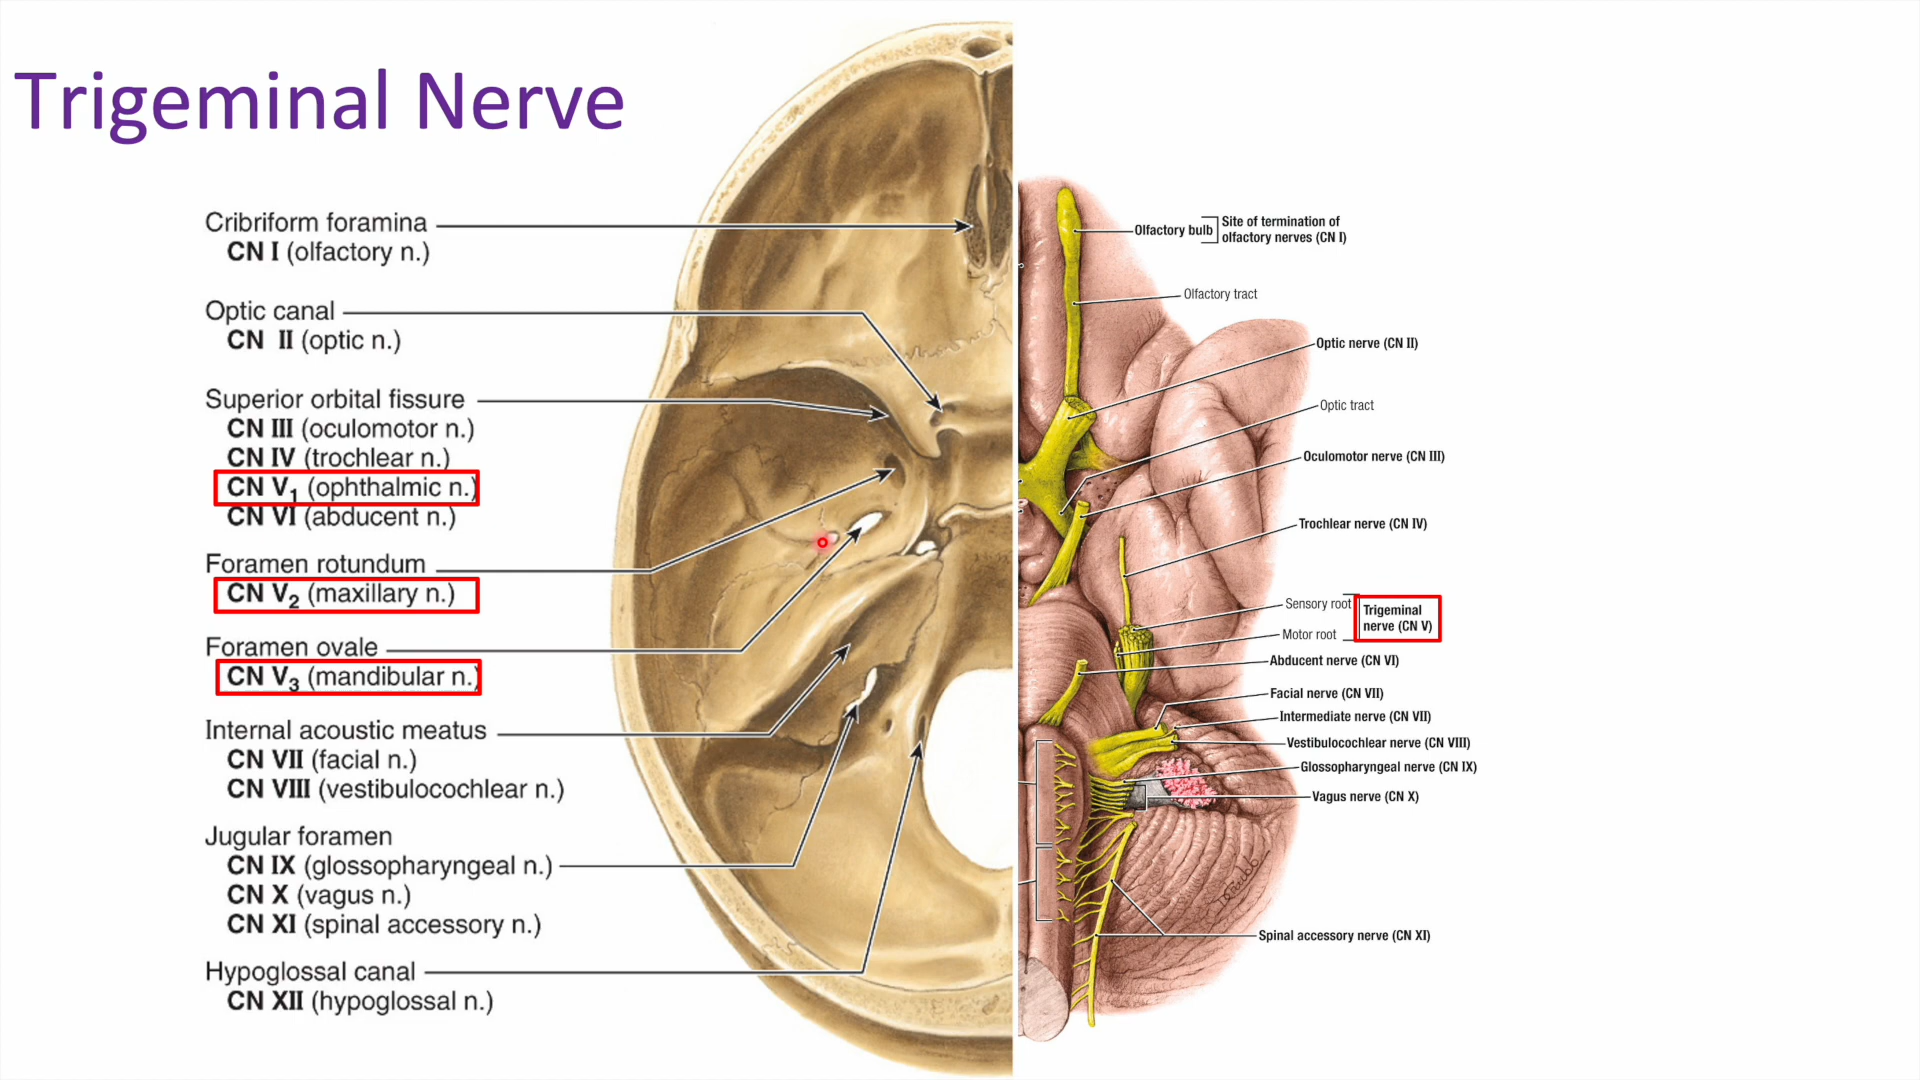 Trigeminal Nerve
Cribriform foramina
CN I (olfactory n.)
Optic canal
CN II (optic n.)
Superior orbital fissure
CN III (oculomotor n.)
CN IV (trochlear n.)
CN V1 (ophthalmic n.)
CN VI (abducent n.)
Foramen rotundum
CN V2 (maxillary n.)
Foramen ovale
CN V3 (mandibular n.)
Internal acoustic meatus
CN VII (facial n.)
CN VIII (vestibulocochlear n.)
Jugular foramen
CN IX (glossopharyngeal n.)
CN X (vagus n.)
CN XI (spinal accessory n.)
Hypoglossal canal
CN XII (hypoglossal n.)
Olfactory bulb
Site of termination of
olfactory nerves (CN I)
Olfactory tract
Optic nerve (CN II)
Optic tract
Oculomotor nerve (CN III)
Trochlear nerve (CN IV)
Sensory root
Motor root
Trigeminal
nerve (CN V)
Abducent nerve (CN VI)
Facial nerve (CN VII)
Intermediate nerve (CN VII)
Vestibulocochlear nerve (CN VIII)
Glossopharyngeal nerve (CN IX)
Vagus nerve (CN X)
Spinal accessory nerve (CN XI)